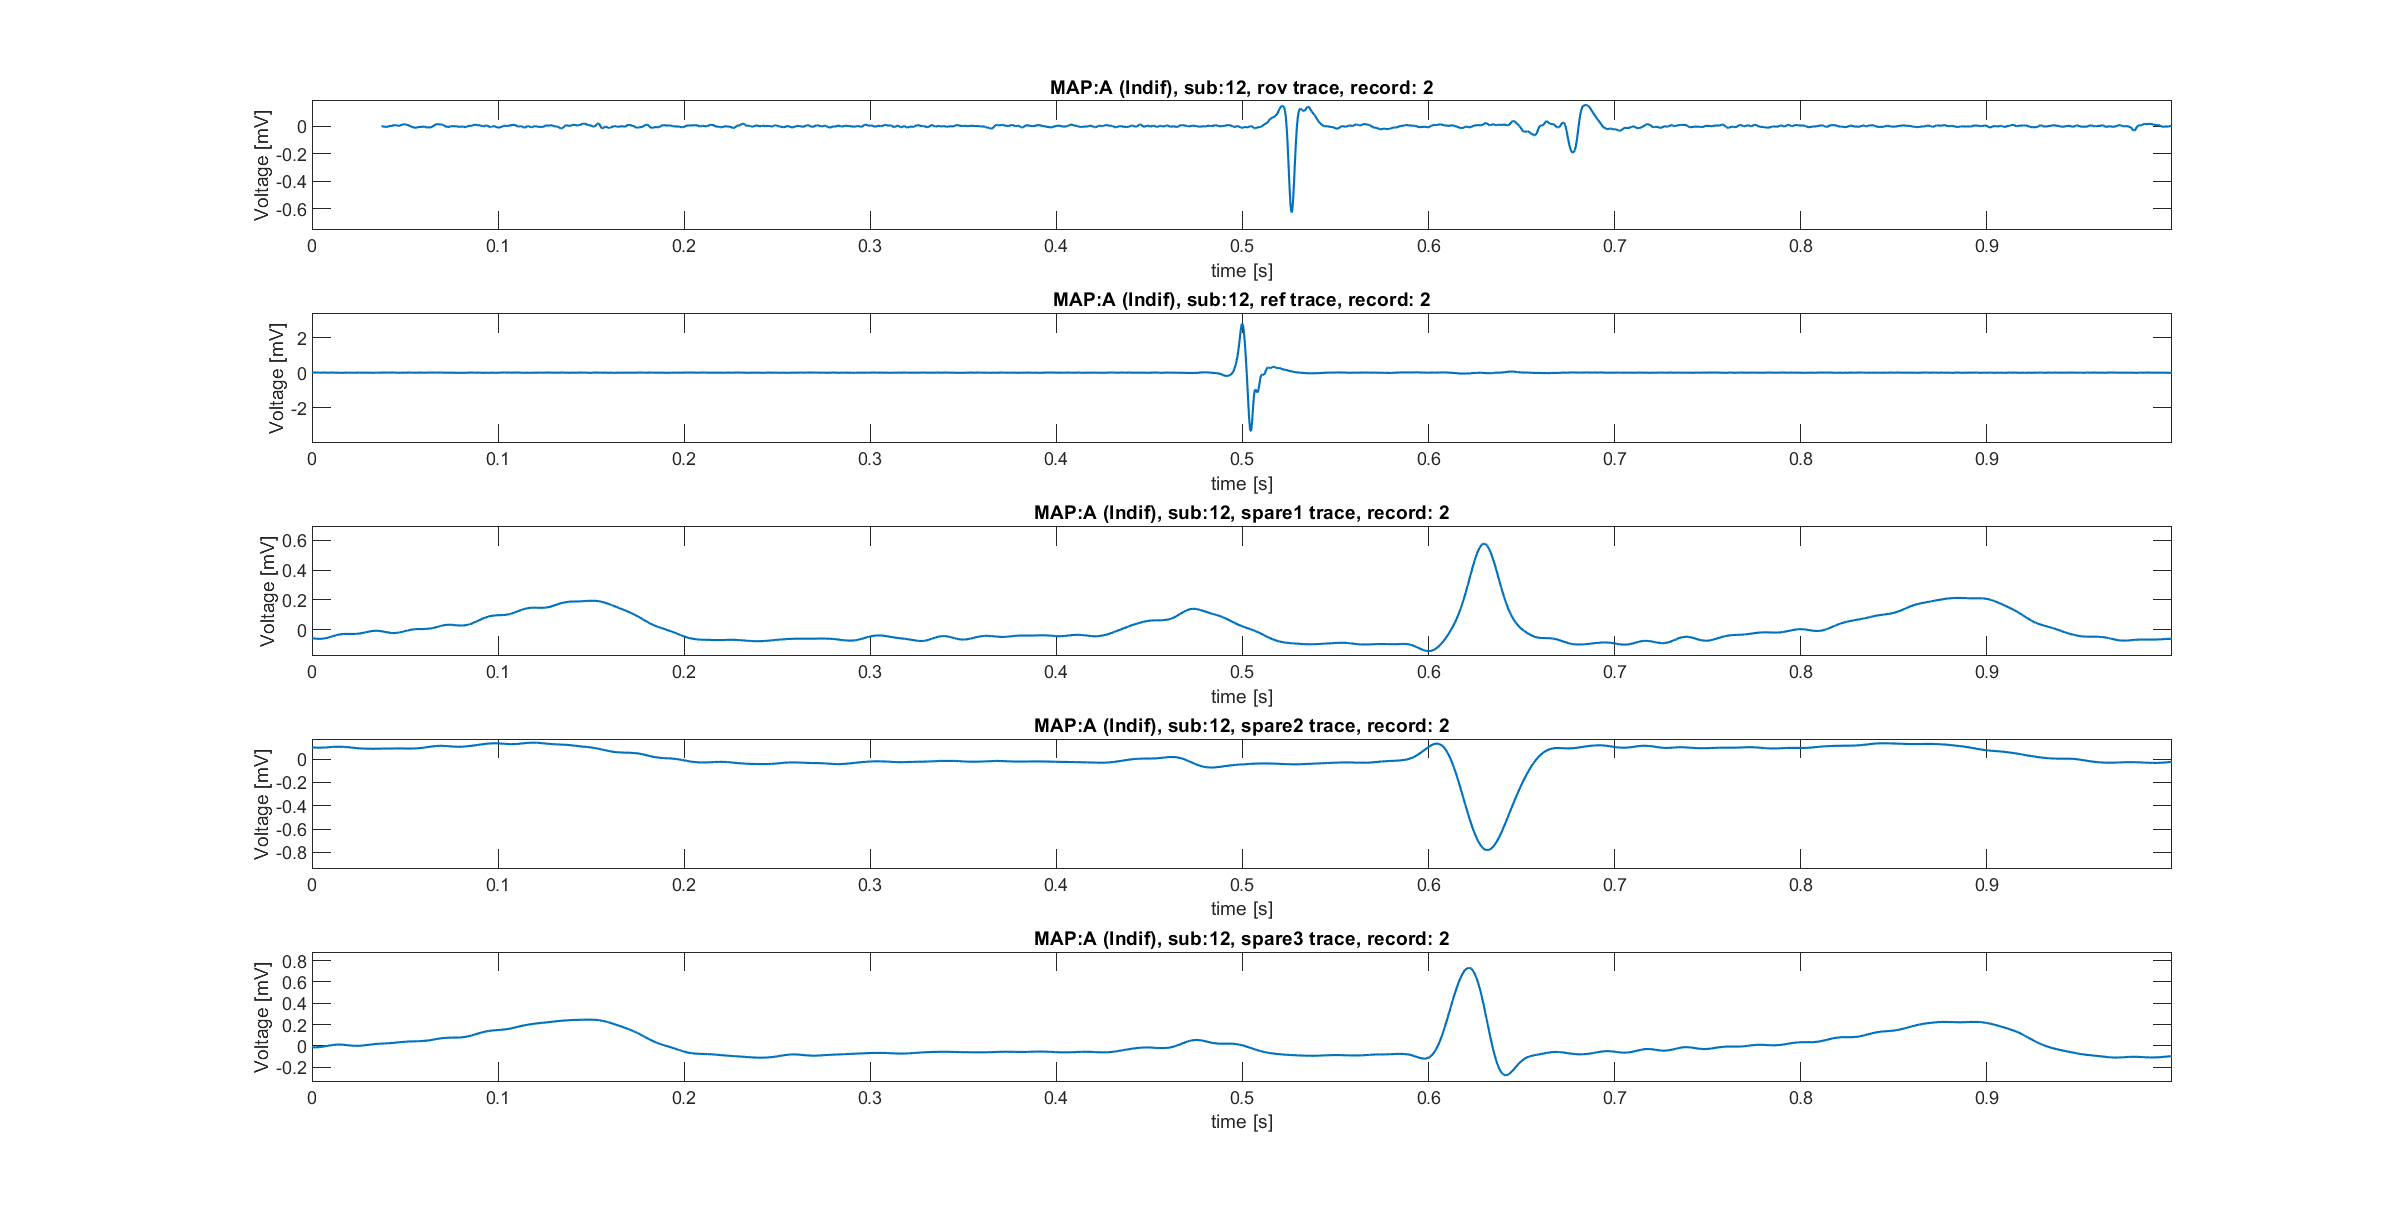 MAP:A (Indif), sub:12, rov trace, record: 2
Voltage [mV]
0
-0.2
-0.4
-0.6
0 0.1 0.2 0.3 0.4 0.5 0.6 0.7 0.8 0.9
time [s]
MAP:A (Indif), sub:12, ref trace, record: 2
Voltage [mV]
2
0
-2
0 0.1 0.2 0.3 0.4 0.5 0.6 0.7 0.8 0.9
time [s]
MAP:A (Indif), sub:12, spare1 trace, record: 2
Voltage [mV]
0.6
0.4
0.2
0
0 0.1 0.2 0.3 0.4 0.5 0.6 0.7 0.8 0.9
time [s]
MAP:A (Indif), sub:12, spare2 trace, record: 2
Voltage [mV]
0
-0.2
-0.4
-0.6
-0.8
0 0.1 0.2 0.3 0.4 0.5 0.6 0.7 0.8 0.9
time [s]
MAP:A (Indif), sub:12, spare3 trace, record: 2
Voltage [mV]
0.8
0.6
0.4
0.2
0
-0.2
0 0.1 0.2 0.3 0.4 0.5 0.6 0.7 0.8 0.9
time [s]